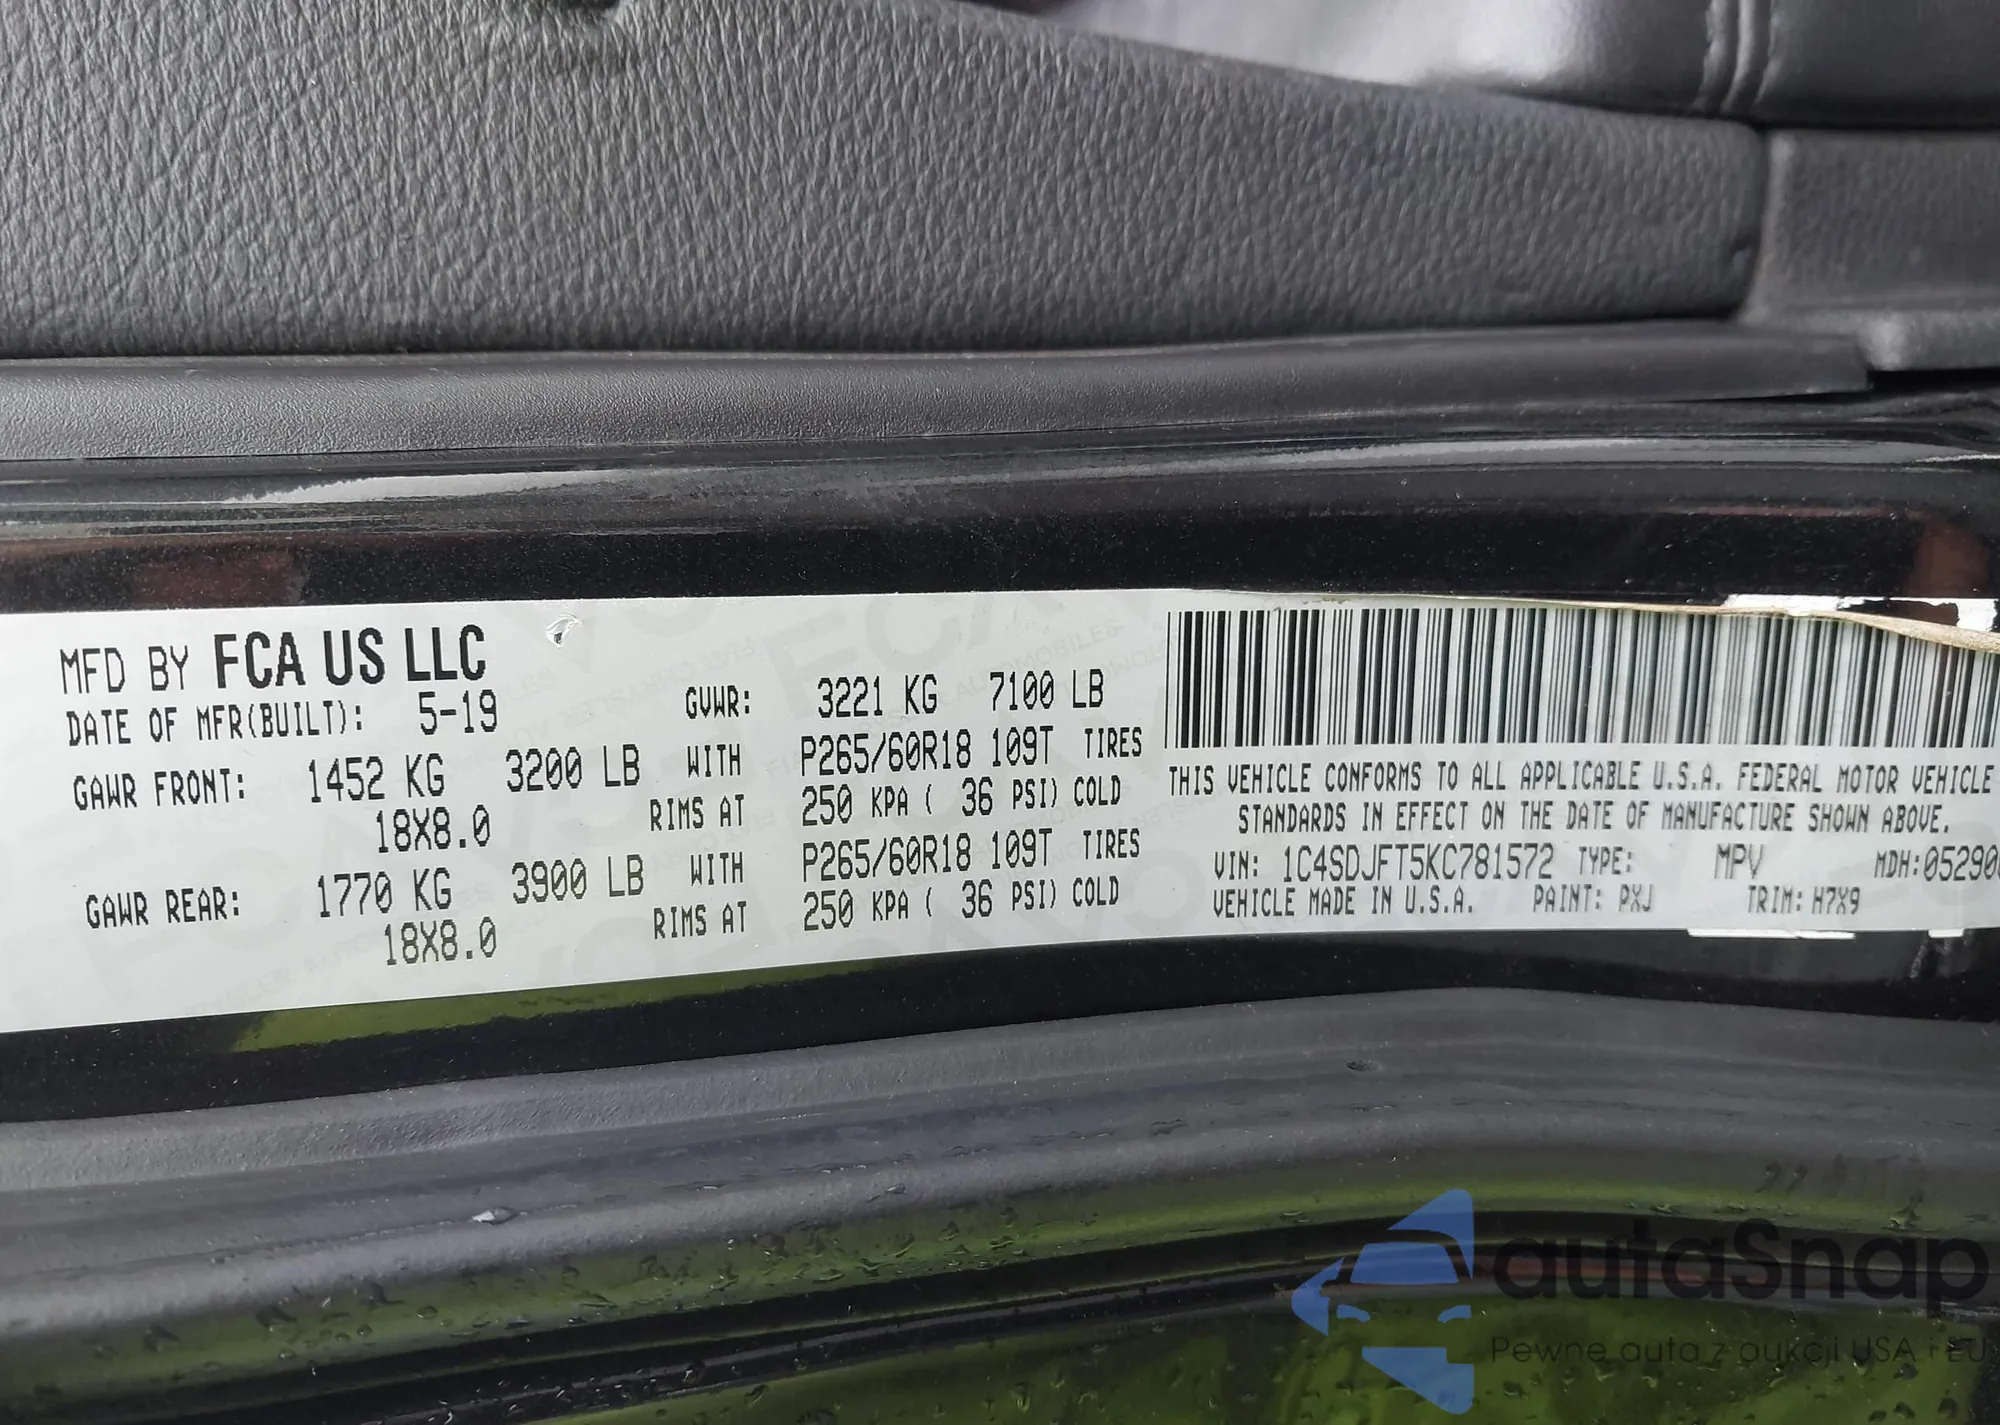 MFD BY FCA US LLC
DATE OF MFR(BUILT): 5-19 GVWR: 3221 KG 7100 LB
GAWR FRONT: 1452 KG 3200 LB WITH P265/60R18 109T TIRES
18X8.0 RIMS AT 250 KPA ( 36 PSI) COLD
GAWR REAR: 1770 KG 3900 LB WITH P265/60R18 109T TIRES
18X8.0 RIMS AT 250 KPA ( 36 PSI) COLD
THIS VEHICLE CONFORMS TO ALL APPLICABLE U.S.A. FEDERAL MOTOR VEHICLE
STANDARDS IN EFFECT ON THE DATE OF MANUFACTURE SHOWN ABOVE.
VIN: 1C4SDJFT5KC781572 TYPE: MPV MDH:05290
VEHICLE MADE IN U.S.A. PAINT: PXJ TRIM: H7X9
autaSnap
Pewne auta z aukcji USA i EU